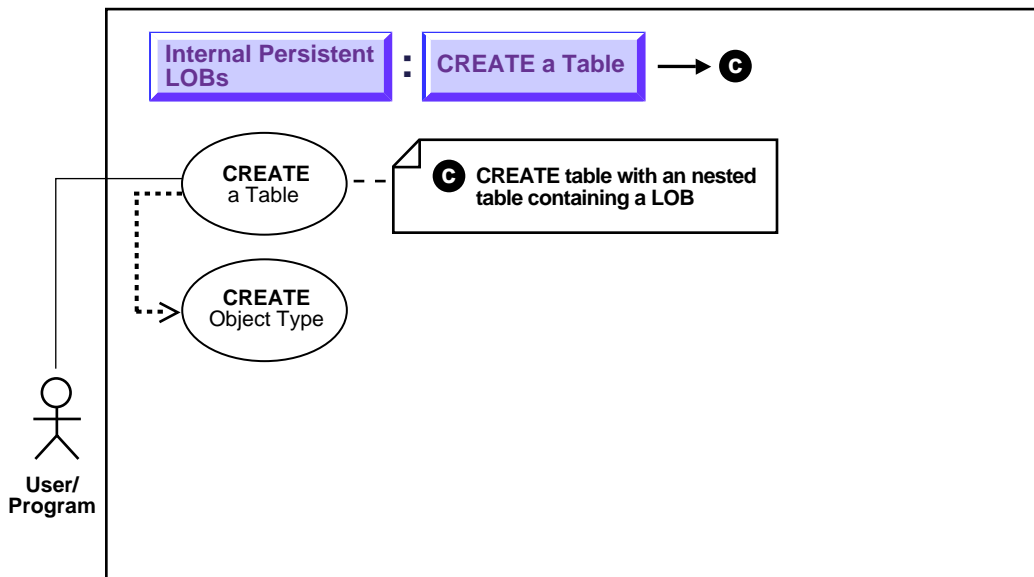 Internal Persistent
LOBs
:
CREATE a Table
C
CREATE
a Table
C CREATE table with an nested
table containing a LOB
CREATE
Object Type
User/
Program